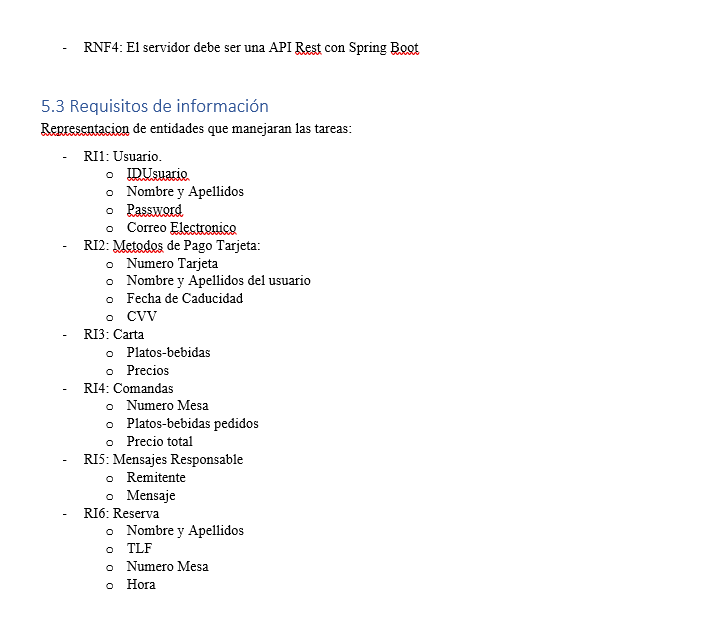 - RNF4: El servidor debe ser una API Rest con Spring Boot
5.3 Requisitos de información
Representacion de entidades que manejaran las tareas:
- RI1: Usuario.
o IDUsuario
o Nombre y Apellidos
o Password
o Correo Electronico
- RI2: Metodos de Pago Tarjeta:
o Numero Tarjeta
o Nombre y Apellidos del usuario
o Fecha de Caducidad
o CVV
- RI3: Carta
o Platos-bebidas
o Precios
- RI4: Comandas
o Numero Mesa
o Platos-bebidas pedidos
o Precio total
- RI5: Mensajes Responsable
o Remitente
o Mensaje
- RI6: Reserva
o Nombre y Apellidos
o TLF
o Numero Mesa
o Hora